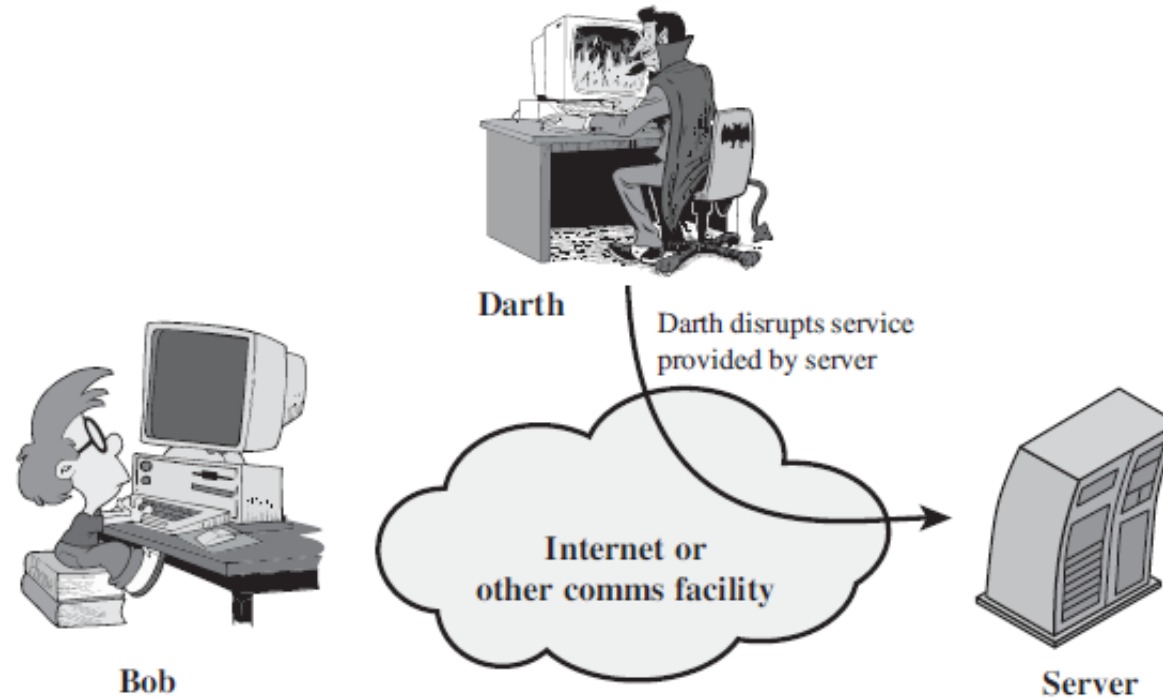 Darth
Darth disrupts service
provided by server
Internet or
other comms facility
Bob
Server